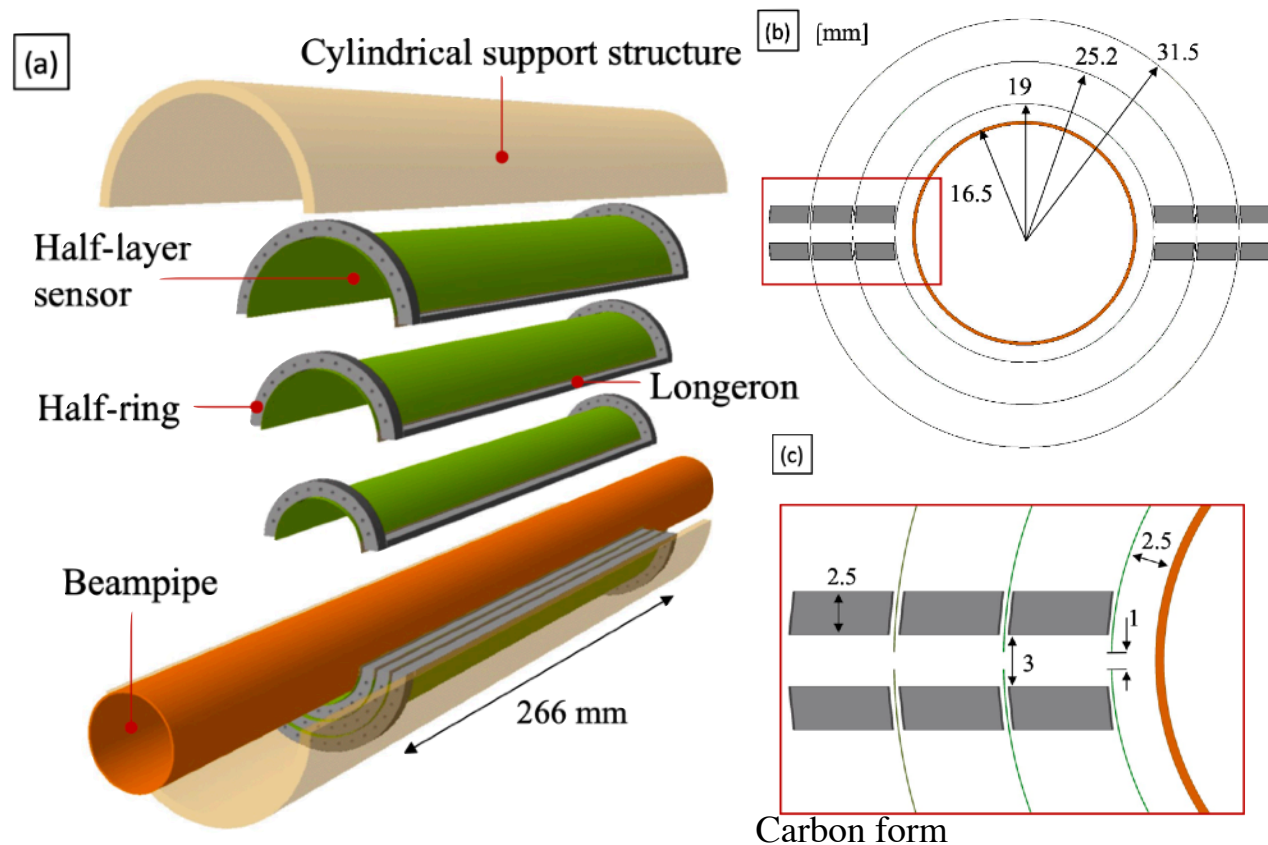 (a)
Cylindrical support structure
Half-layer
sensor
Half-ring
Longeron
Beampipe
266 mm
(b) [mm]
31.5
25.2
19
16.5
(c)
2.5
2.5
1
3
Carbon form